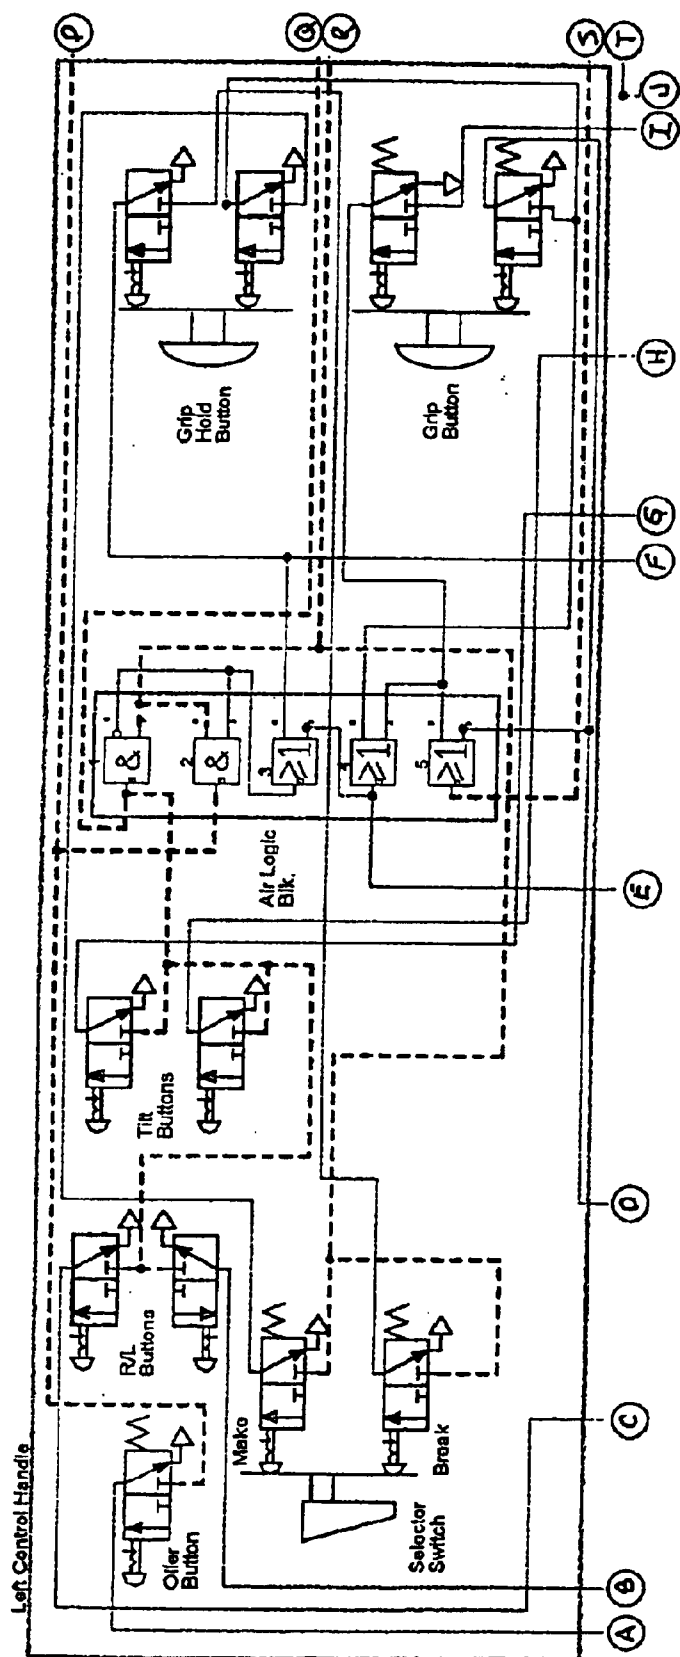 P
Q
R
S
T
J
I
H
G
F
E
D
C
B
A
Left Control Handle
Grip
Hold
Button
Grip
Button
1
&
2
&
3
≥1
4
≥1
5
≥1
Air Logic
Blk.
Tilt
Buttons
R/L
Buttons
Make
Break
Offer
Button
Selector
Switch